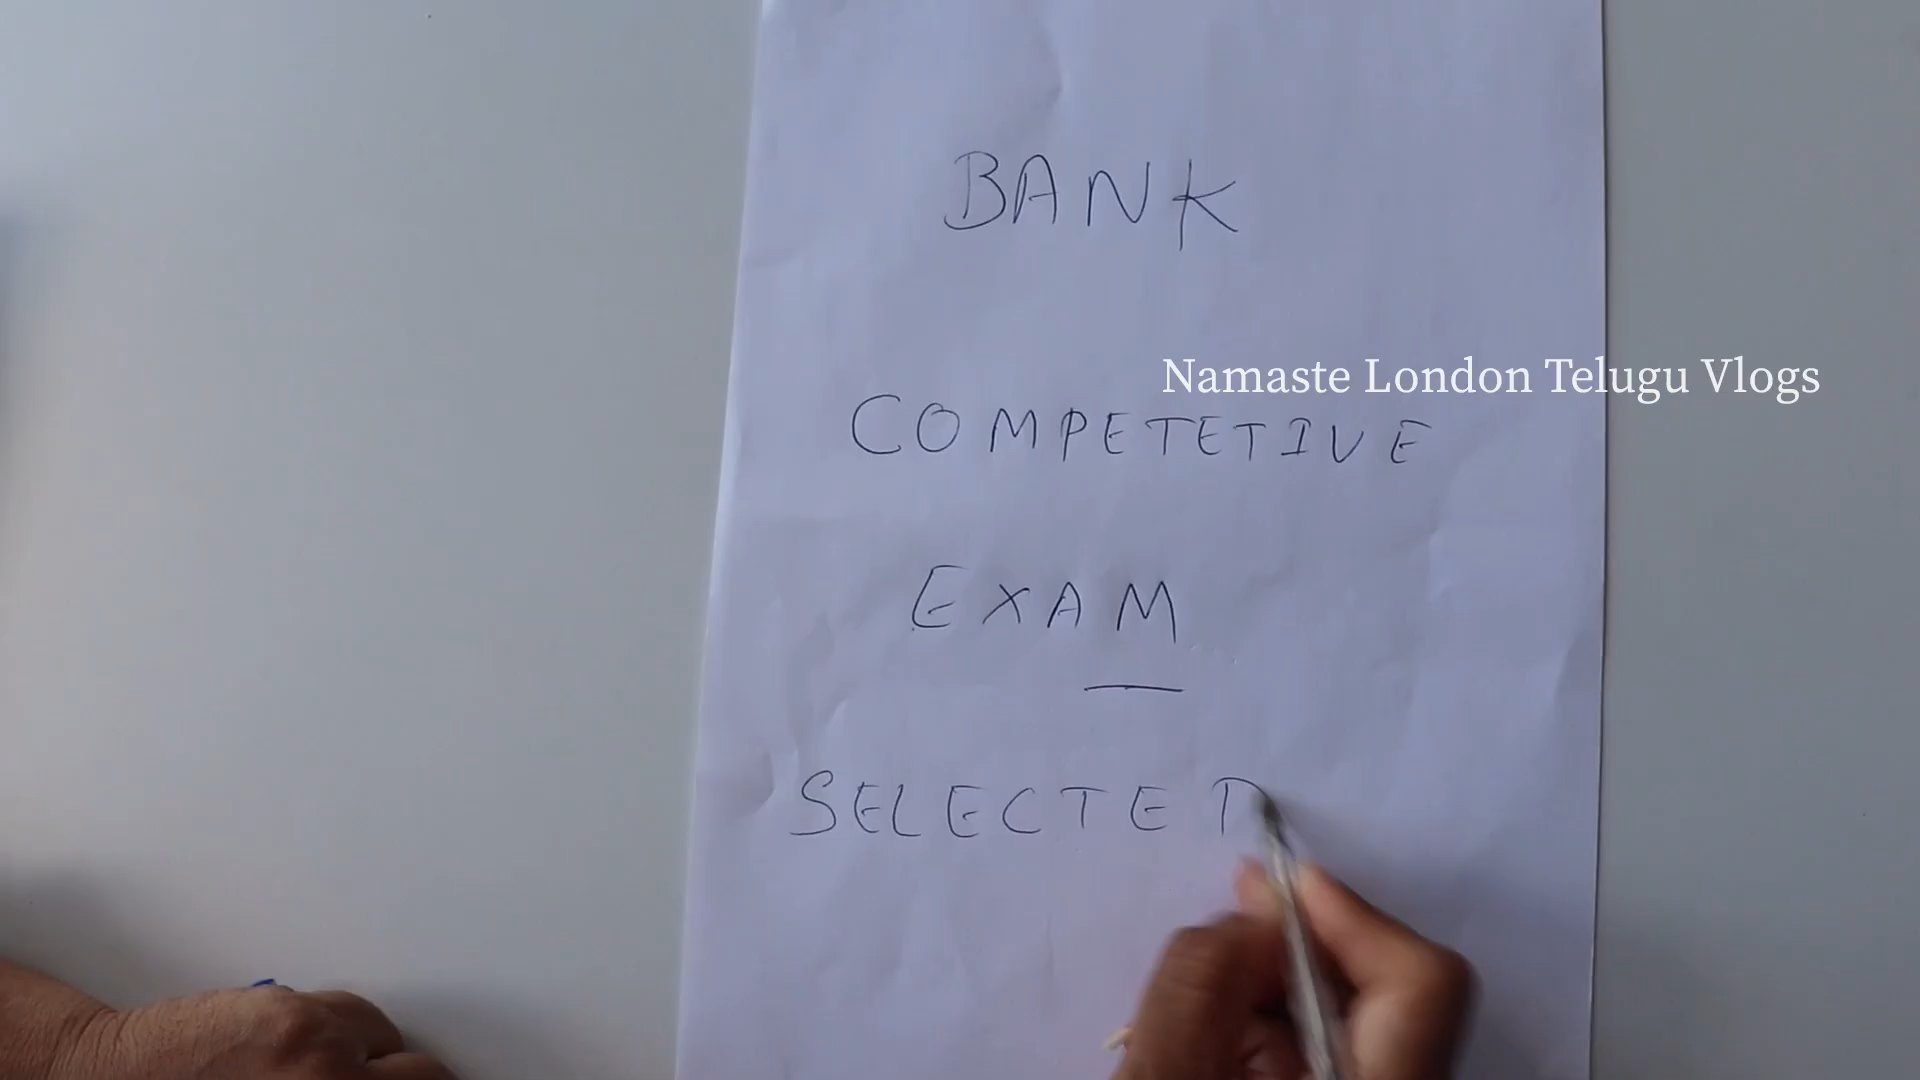 BANK
Namaste London Telugu Vlogs
COMPETETIVE
EXAM
SELECTED